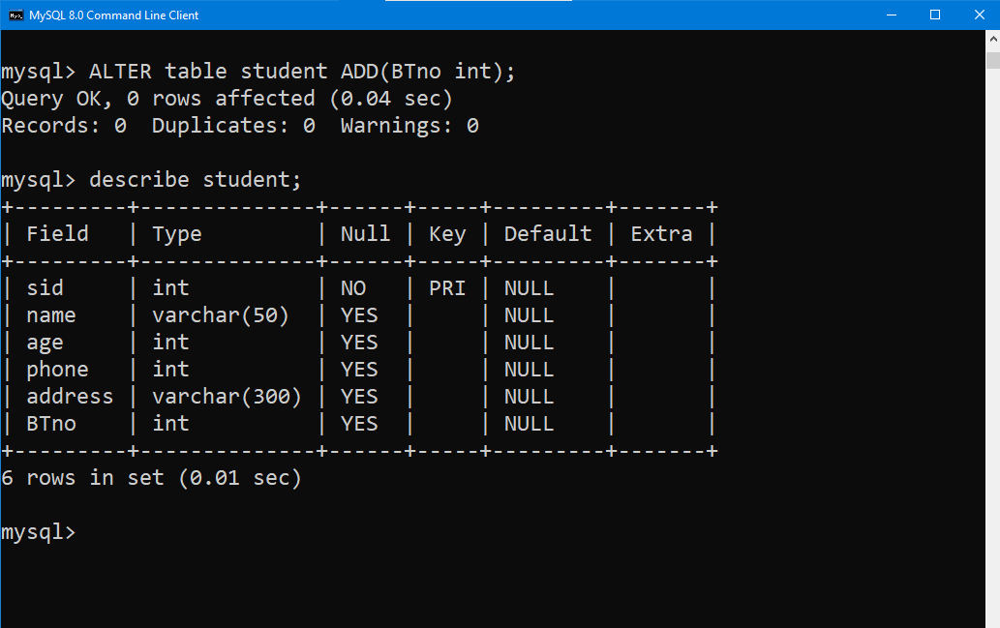 MySQL 8.0 Command Line Client
mysql> ALTER table student ADD(BTno int);
Query OK, 0 rows affected (0.04 sec)
Records: 0  Duplicates: 0  Warnings: 0
mysql> describe student;
+---------+--------------+------+-----+---------+-------+
| Field   | Type         | Null | Key | Default | Extra |
+---------+--------------+------+-----+---------+-------+
| sid     | int          | NO   | PRI | NULL    |       |
| name    | varchar(50)  | YES  |     | NULL    |       |
| age     | int          | YES  |     | NULL    |       |
| phone   | int          | YES  |     | NULL    |       |
| address | varchar(300) | YES  |     | NULL    |       |
| BTno    | int          | YES  |     | NULL    |       |
+---------+--------------+------+-----+---------+-------+
6 rows in set (0.01 sec)
mysql>